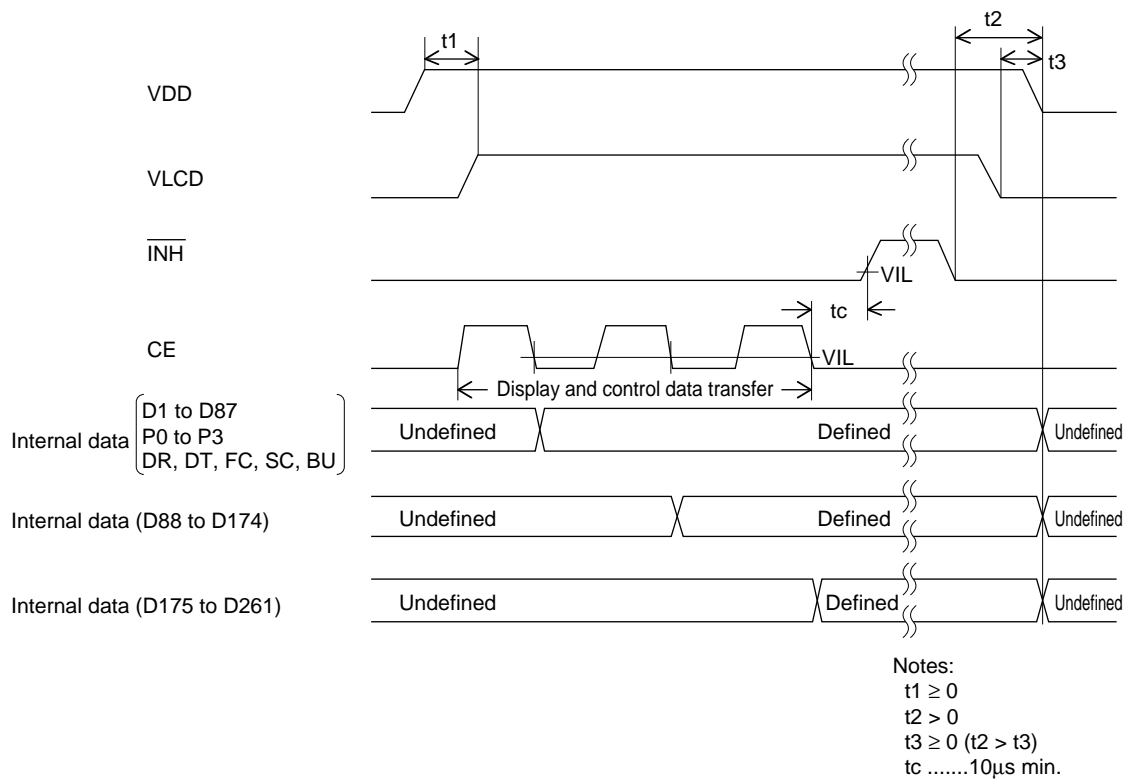 t1
t2
t3
VDD
VLCD
INH
VIL
tc
CE
VIL
Display and control data transfer
Internal data
D1 to D87
P0 to P3
DR, DT, FC, SC, BU
Undefined
Defined
Undefined
Internal data (D88 to D174)
Undefined
Defined
Undefined
Internal data (D175 to D261)
Undefined
Defined
Undefined
Notes:
t1 ≥ 0
t2 > 0
t3 ≥ 0 (t2 > t3)
tc .......10μs min.